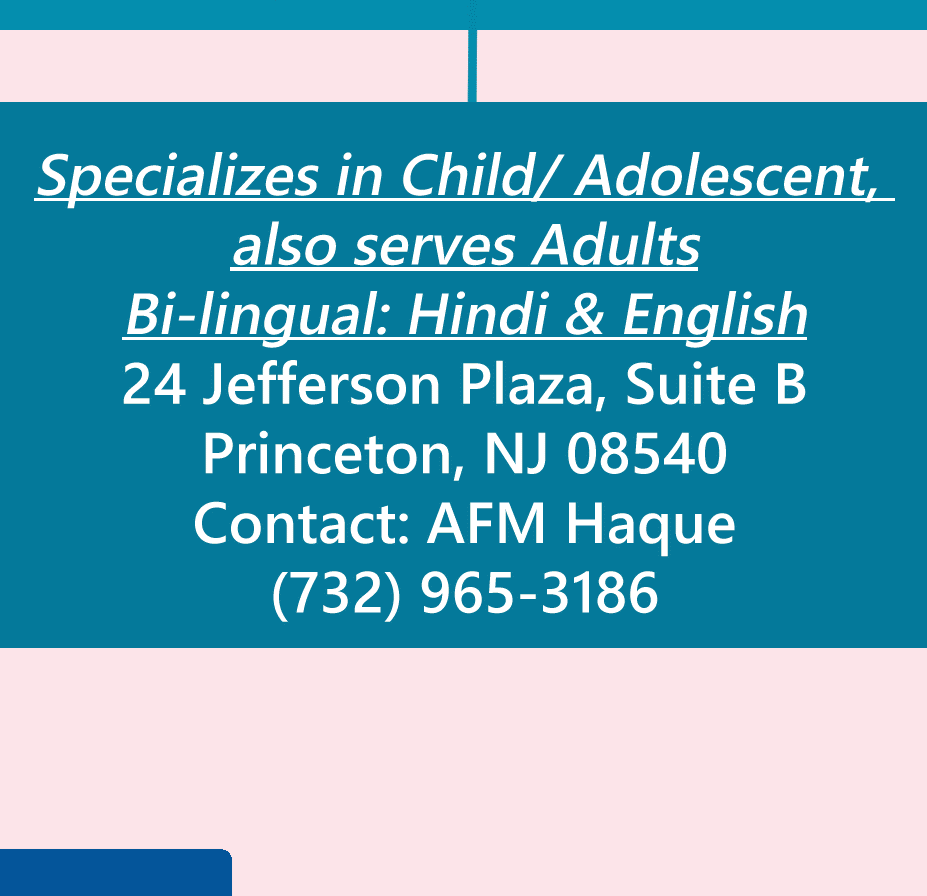 Specializes in Child/ Adolescent,
also serves Adults
Bi-lingual: Hindi & English
24 Jefferson Plaza, Suite B
Princeton, NJ 08540
Contact: AFM Haque
(732) 965-3186